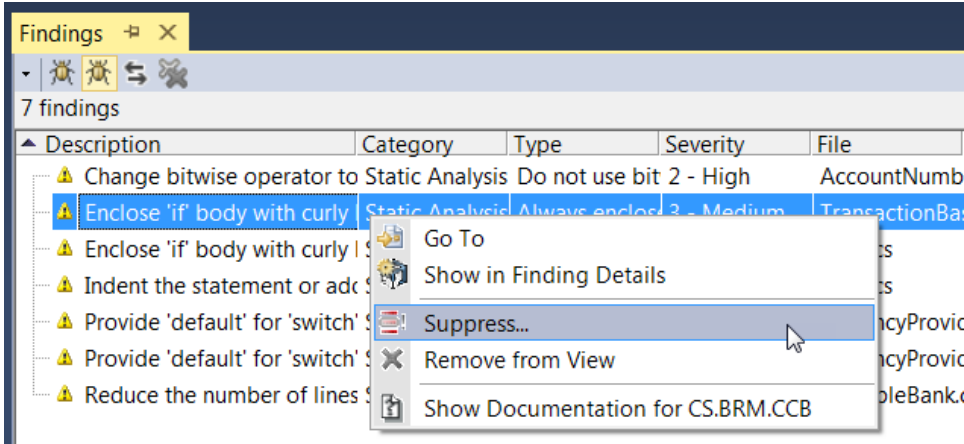 Findings
7 findings
Description Category Type Severity File
Change bitwise operator to Static Analysis Do not use bit 2 - High AccountNumb
Enclose 'if' body with curly Static Analysis Always enclose 3 - Medium TransactionBas
Enclose 'if' body with curly
Go To
cs
Show in Finding Details
Indent the statement or add
cs
Provide 'default' for 'switch'
Suppress...
ncyProvid
Provide 'default' for 'switch'
Remove from View
ncyProvid
Reduce the number of lines
Show Documentation for CS.BRM.CCB
pleBank.c